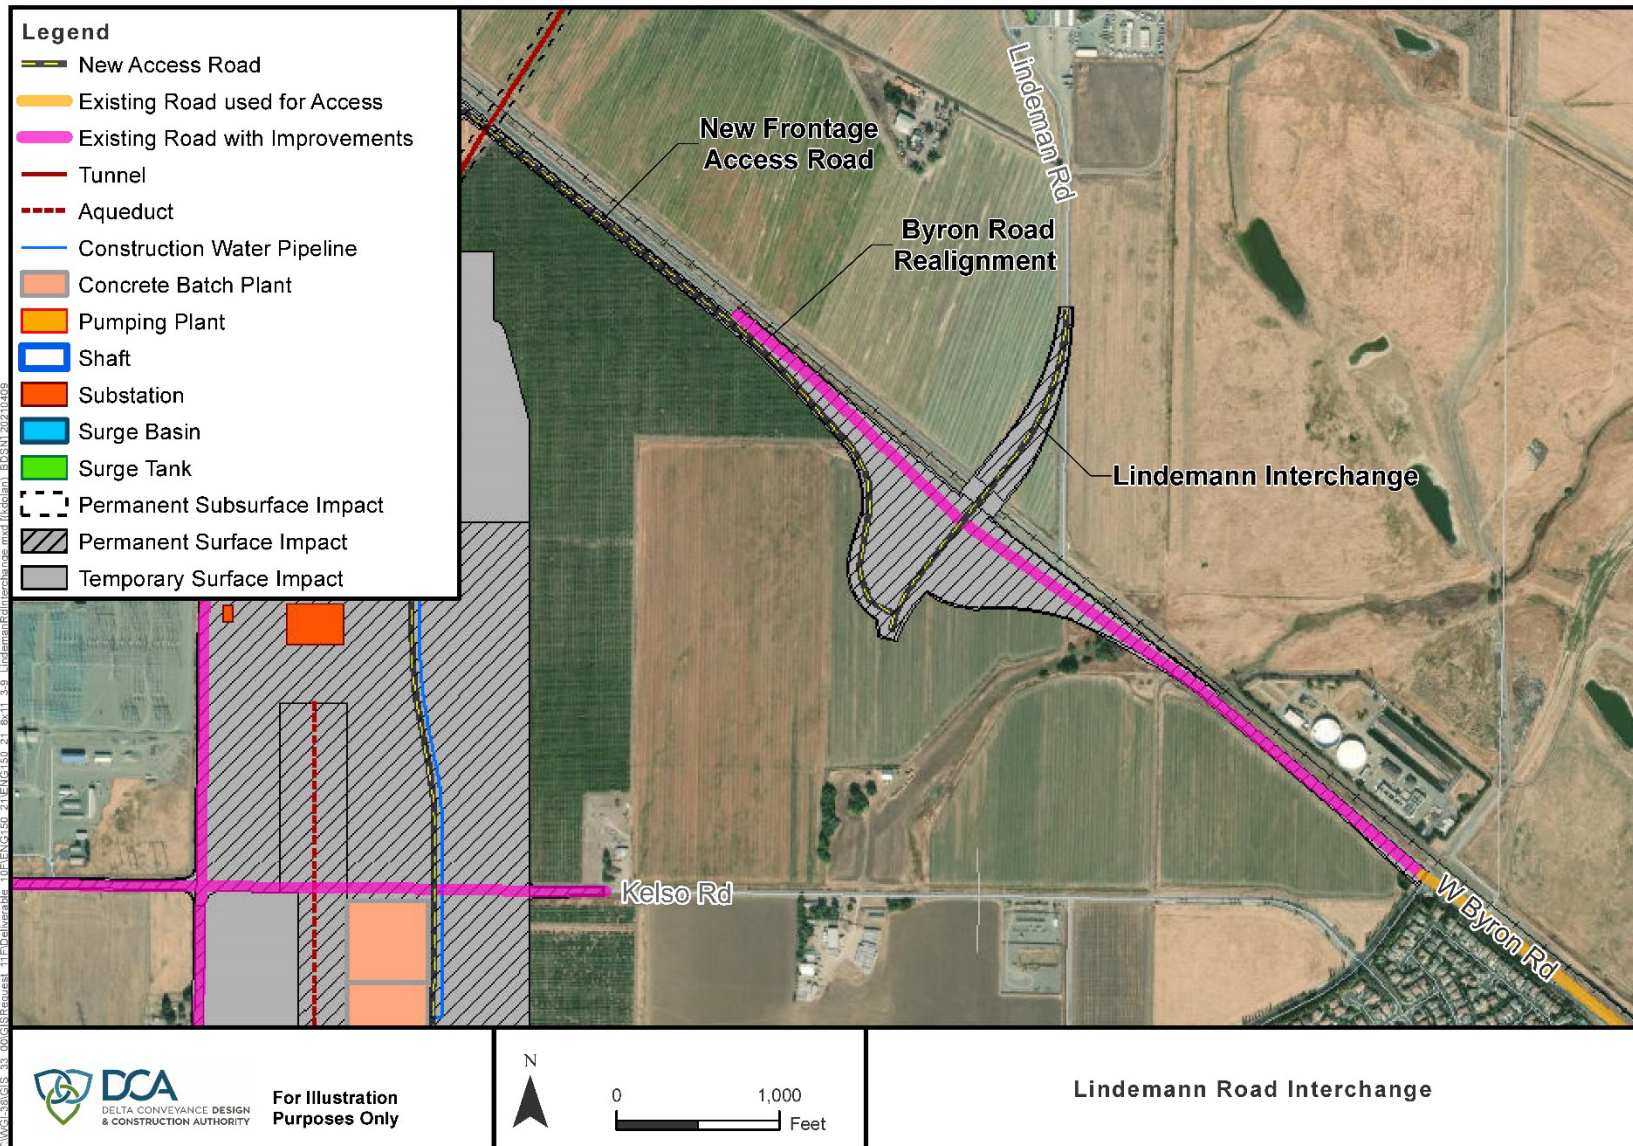 Legend
New Access Road
Existing Road used for Access
Existing Road with Improvements
Tunnel
Aqueduct
Construction Water Pipeline
Concrete Batch Plant
Pumping Plant
Shaft
Substation
Surge Basin
Surge Tank
Permanent Subsurface Impact
Permanent Surface Impact
Temporary Surface Impact
Lindeman Rd
New Frontage
Access Road
Byron Road
Realignment
Lindemann Interchange
Kelso Rd
W Byron Rd
DCA
DELTA CONVEYANCE DESIGN
& CONSTRUCTION AUTHORITY
For Illustration
Purposes Only
N
0 1,000
Feet
Lindemann Road Interchange